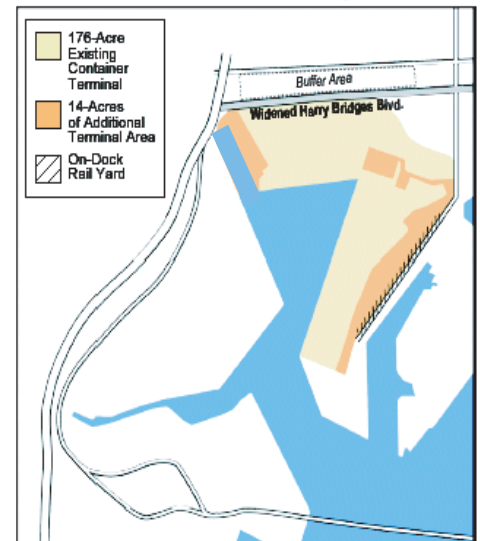 176-Acre
Existing
Container
Terminal
14-Acres
of Additional
Terminal Area
On-Dock
Rail Yard
Buffer Area
Widened Harry Bridges Blvd.